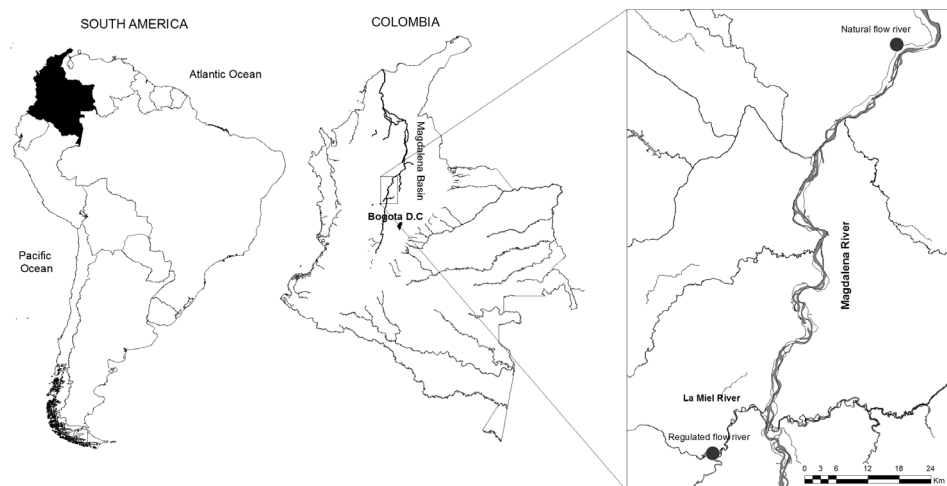 SOUTH AMERICA
Atlantic Ocean
Pacific
Ocean
COLOMBIA
Magdalena Basin
Bogota D.C
Natural flow river
Magdalena River
La Miel River
Regulated flow river
0 3 6 12 18 24
Km